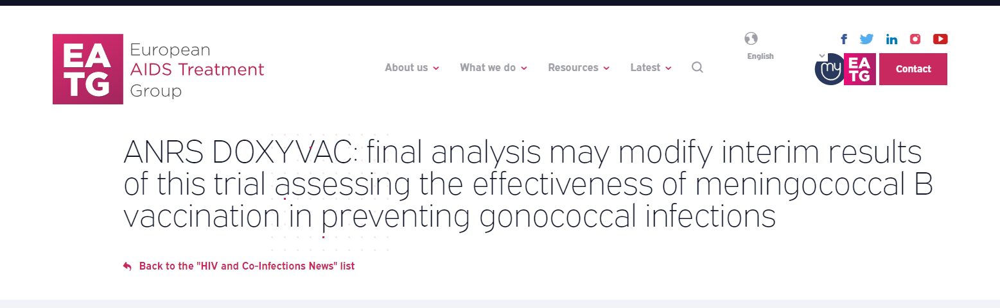 EA
TG
European
AIDS Treatment
Group
About us
What we do
Resources
Latest
English
my
EA
TG
Contact
ANRS DOXYVAC: final analysis may modify interim results
of this trial assessing the effectiveness of meningococcal B
vaccination in preventing gonococcal infections
Back to the "HIV and Co-Infections News" list